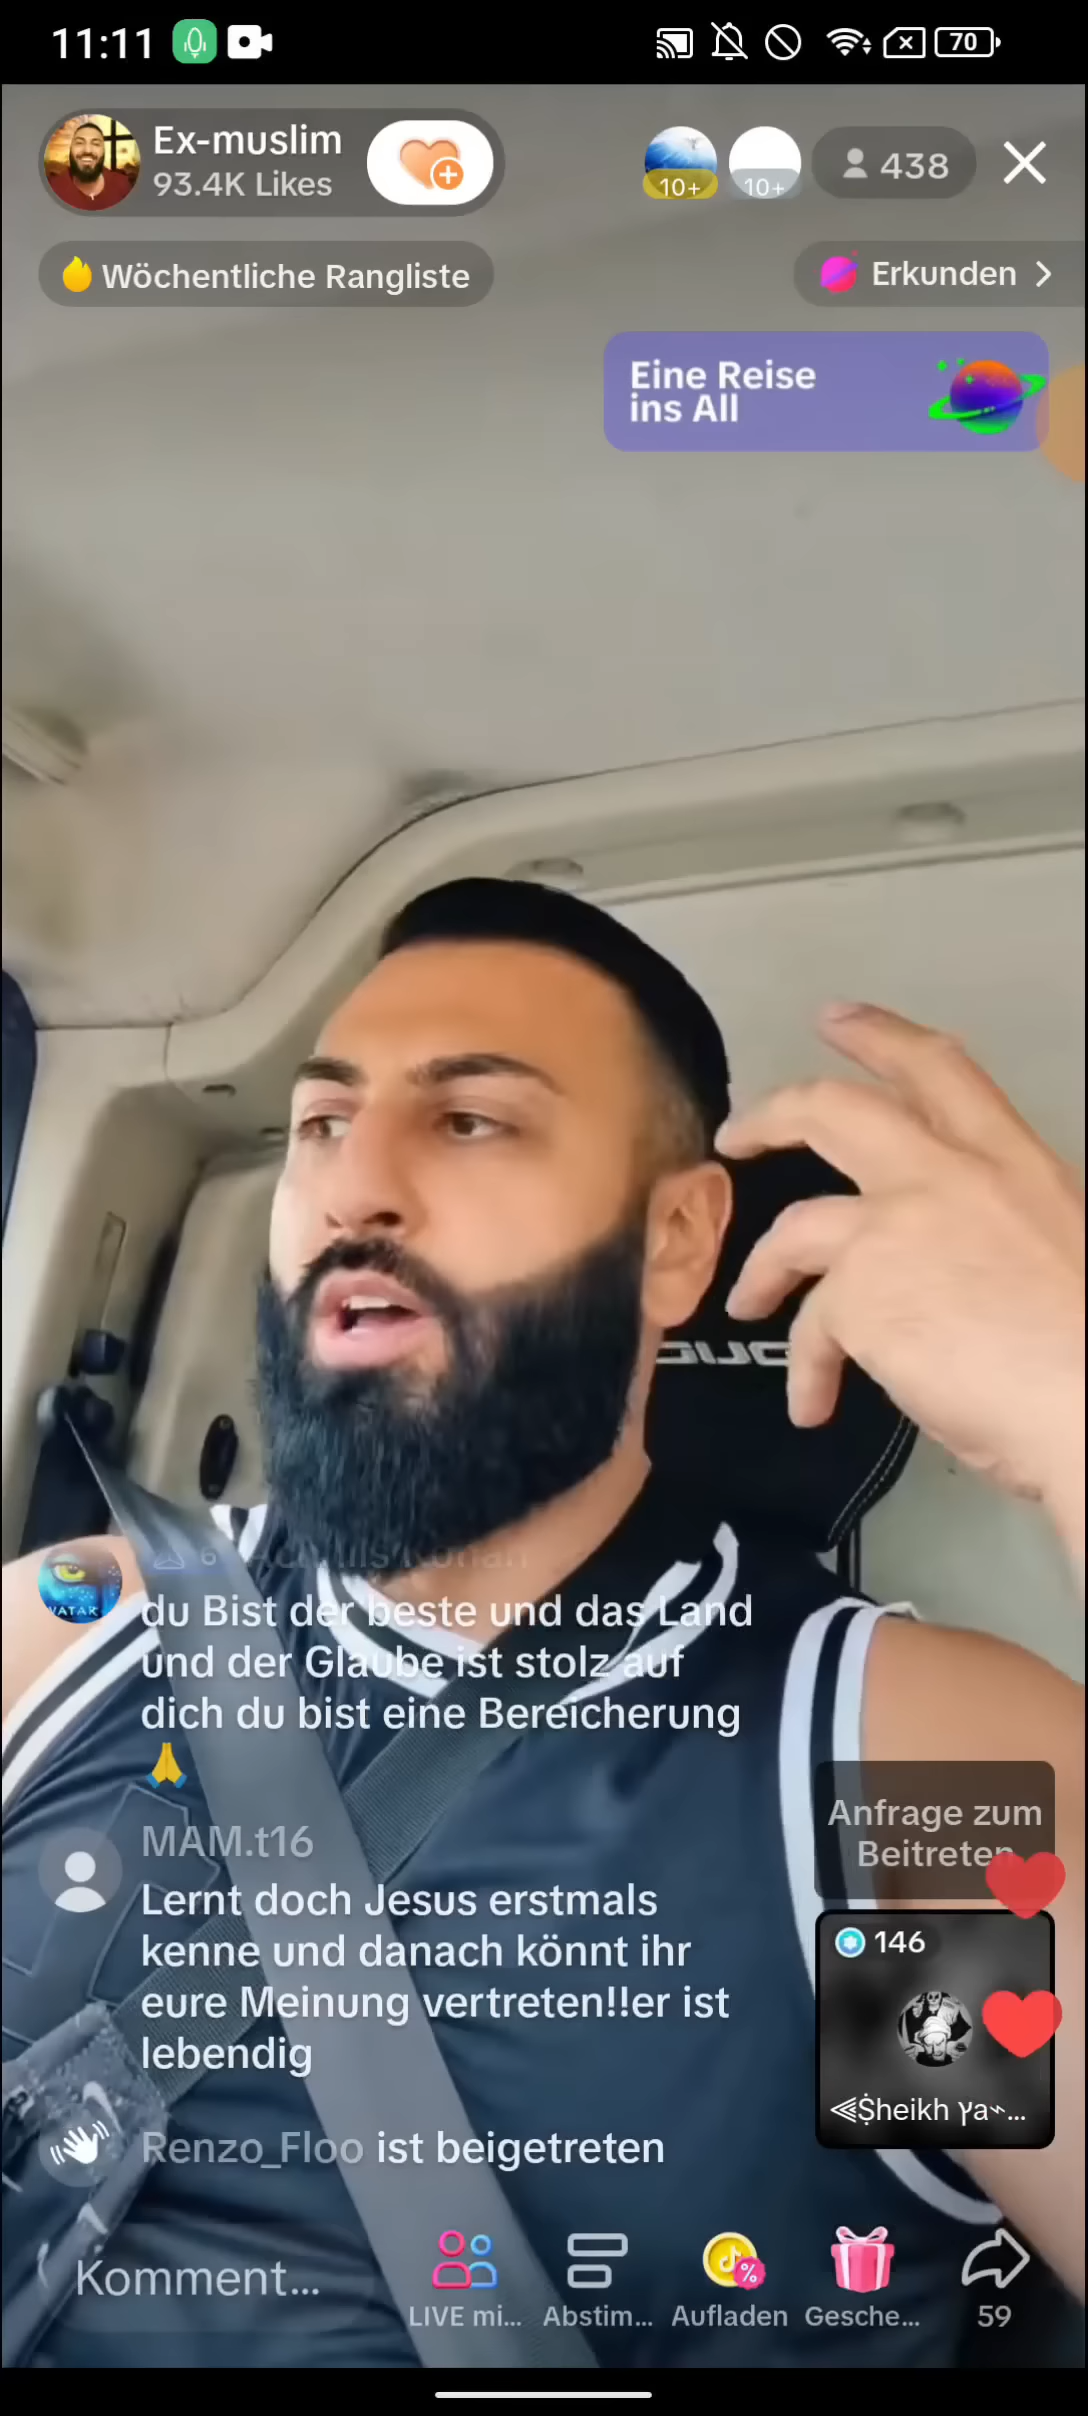 11:11
70
Ex-muslim
93.4K Likes
10+
10+
438
Wöchentliche Rangliste
Erkunden
Eine Reise
ins All
6
du Bist der beste und das Land
und der Glaube ist stolz auf
dich du bist eine Bereicherung
🙏
MAM.t16
Lernt doch Jesus erstmals
kenne und danach könnt ihr
eure Meinung vertreten!!er ist
lebendig
Renzo_Floo ist beigetreten
Anfrage zum
Beitreten
146
Komment...
LIVE mi...
Abstim...
Aufladen
Gesche...
59